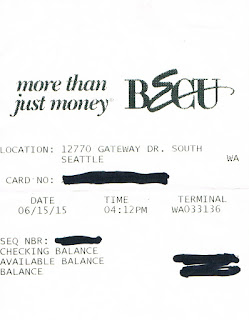 more than
just money
BECU
LOCATION: 12770 GATEWAY DR. SOUTH
SEATTLE WA
CARD NO:
DATE TIME TERMINAL
06/15/15 04:12PM WA033136
SEQ NBR:
CHECKING BALANCE
AVAILABLE BALANCE
BALANCE